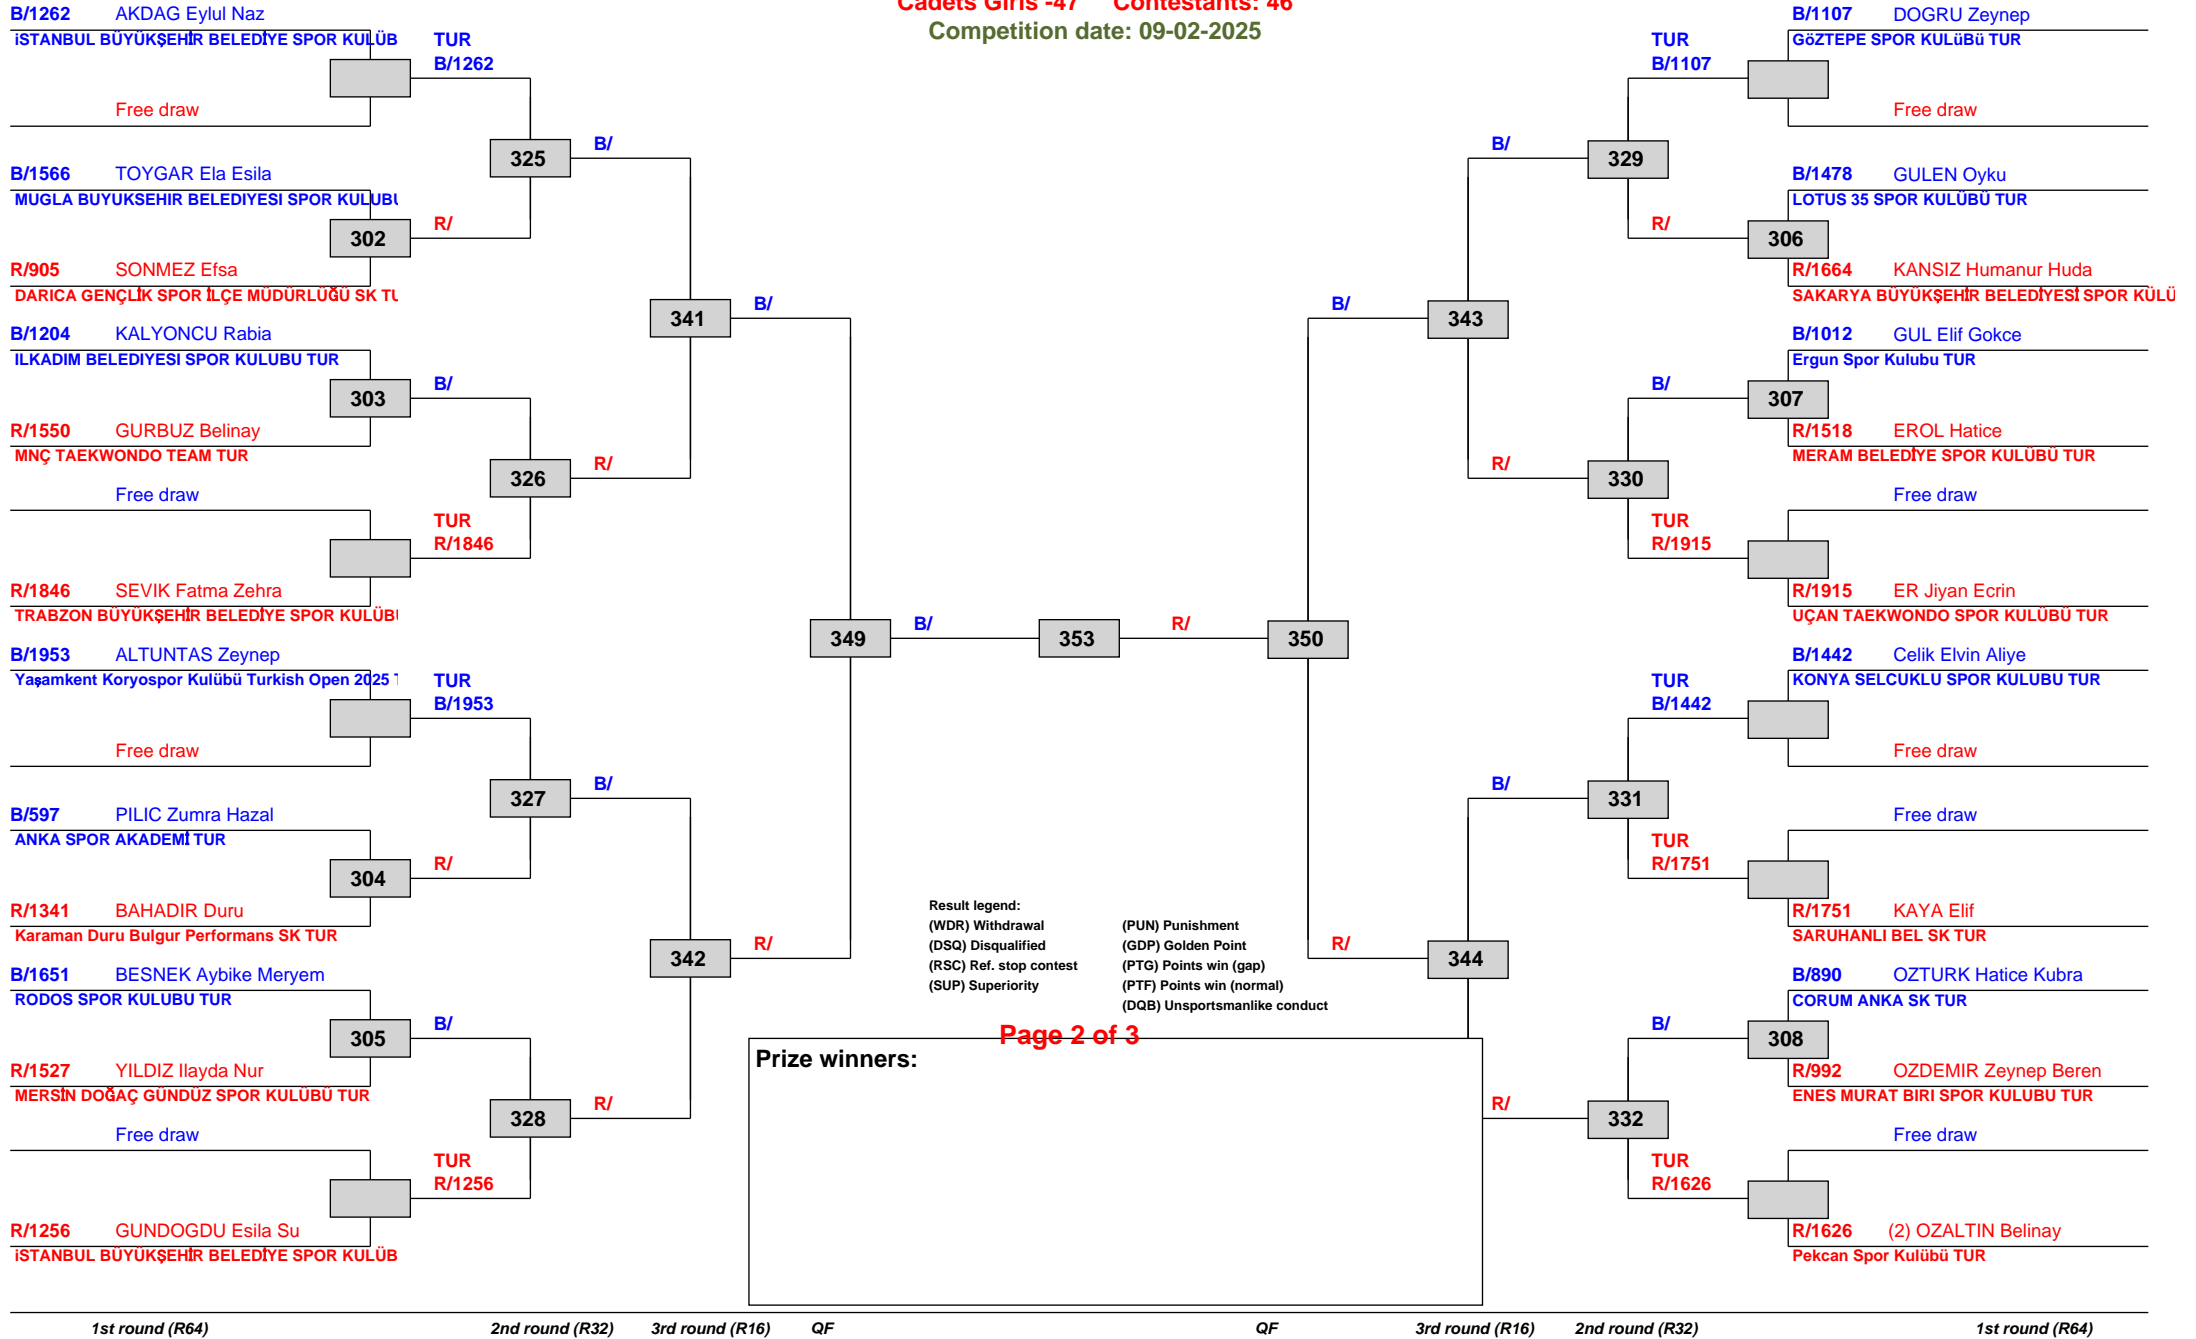 Cadets Girls -47 Contestants: 46
Competition date: 09-02-2025
B/1262 AKDAG Eylul Naz
iSTANBUL BÜYÜKŞEHİR BELEDİYE SPOR KULÜB
TUR
B/1262
Free draw
325
B/
B/1566 TOYGAR Ela Esila
MUGLA BUYUKSEHIR BELEDIYESI SPOR KULUBU
302
R/
R/905 SONMEZ Efsa
DARICA GENÇLİK SPOR İLÇE MÜDÜRLÜĞÜ SK TU
341
B/
B/1204 KALYONCU Rabia
ILKADIM BELEDIYESI SPOR KULUBU TUR
303
B/
R/1550 GURBUZ Belinay
MNÇ TAEKWONDO TEAM TUR
326
R/
Free draw
TUR
R/1846
R/1846 SEVIK Fatma Zehra
TRABZON BÜYÜKŞEHİR BELEDİYE SPOR KULÜBÜ
349
B/
353
R/
350
B/1953 ALTUNTAS Zeynep
Yaşamkent Koryospor Kulübü Turkish Open 2025 T
TUR
B/1953
Free draw
327
B/
B/597 PILIC Zumra Hazal
ANKA SPOR AKADEMİ TUR
304
R/
R/1341 BAHADIR Duru
Karaman Duru Bulgur Performans SK TUR
342
R/
B/1651 BESNEK Aybike Meryem
RODOS SPOR KULUBU TUR
305
B/
R/1527 YILDIZ Ilayda Nur
MERSİN DOĞAÇ GÜNDÜZ SPOR KULÜBÜ TUR
328
R/
Free draw
TUR
R/1256
R/1256 GUNDOGDU Esila Su
iSTANBUL BÜYÜKŞEHİR BELEDİYE SPOR KULÜB
B/1107 DOGRU Zeynep
GöZTEPE SPOR KULüBü TUR
TUR
B/1107
Free draw
B/
329
B/1478 GULEN Oyku
LOTUS 35 SPOR KULÜBÜ TUR
R/
306
R/1664 KANSIZ Humanur Huda
SAKARYA BÜYÜKŞEHİR BELEDİYESİ SPOR KÜLÜ
B/
343
B/1012 GUL Elif Gokce
Ergun Spor Kulubu TUR
B/
307
R/1518 EROL Hatice
MERAM BELEDİYE SPOR KULÜBÜ TUR
R/
330
Free draw
TUR
R/1915
R/1915 ER Jiyan Ecrin
UÇAN TAEKWONDO SPOR KULÜBÜ TUR
B/1442 Celik Elvin Aliye
KONYA SELCUKLU SPOR KULUBU TUR
TUR
B/1442
Free draw
B/
331
Free draw
TUR
R/1751
R/1751 KAYA Elif
SARUHANLI BEL SK TUR
R/
344
B/890 OZTURK Hatice Kubra
CORUM ANKA SK TUR
B/
308
R/992 OZDEMIR Zeynep Beren
ENES MURAT BIRI SPOR KULUBU TUR
R/
332
Free draw
TUR
R/1626
R/1626 (2) OZALTIN Belinay
Pekcan Spor Kulübü TUR
Result legend:
(WDR) Withdrawal (PUN) Punishment
(DSQ) Disqualified (GDP) Golden Point
(RSC) Ref. stop contest (PTG) Points win (gap)
(SUP) Superiority (PTF) Points win (normal)
(DQB) Unsportsmanlike conduct
Page 2 of 3
Prize winners:
1st round (R64) 2nd round (R32) 3rd round (R16) QF QF 3rd round (R16) 2nd round (R32) 1st round (R64)